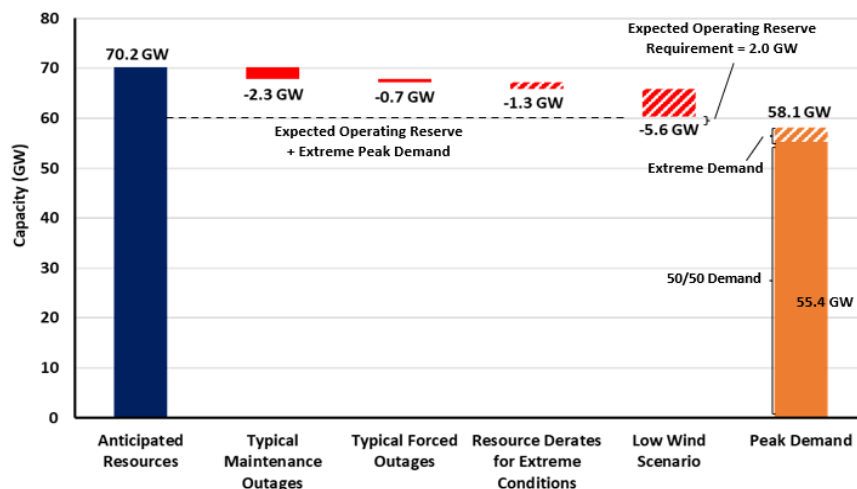 80
70
60
50
40
30
20
10
0
Capacity (GW)
70.2 GW
-2.3 GW
-0.7 GW
-1.3 GW
-5.6 GW
Expected Operating Reserve
Requirement = 2.0 GW
58.1 GW
Expected Operating Reserve
+ Extreme Peak Demand
Extreme Demand
50/50 Demand
55.4 GW
Anticipated
Resources
Typical
Maintenance
Outages
Typical Forced
Outages
Resource Derates
for Extreme
Conditions
Low Wind
Scenario
Peak Demand